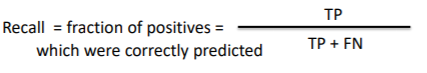 Recall = fraction of positives = TP
which were correctly predicted TP + FN